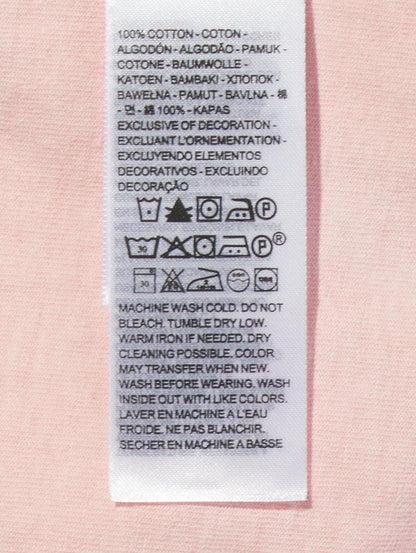 100% COTTON - COTON -
ALGODÓN - ALGODÃO - PAMUK -
COTONE - BAUMWOLLE -
KATOEN - BAMBAKI - ХЛОПОК -
BAWEŁNA - PAMUT - BAVLNA - 棉
- 면 - 綿 100% - KAPAS
EXCLUSIVE OF DECORATION -
EXCLUANT L'ORNEMENTATION -
EXCLUYENDO ELEMENTOS
DECORATIVOS - EXCLUINDO
DECORAÇÃO
P
30 P®
30
MACHINE WASH COLD. DO NOT
BLEACH. TUMBLE DRY LOW.
WARM IRON IF NEEDED. DRY
CLEANING POSSIBLE. COLOR
MAY TRANSFER WHEN NEW.
WASH BEFORE WEARING. WASH
INSIDE OUT WITH LIKE COLORS.
LAVER EN MACHINE A L'EAU
FROIDE. NE PAS BLANCHIR.
SECHER EN MACHINE A BASSE